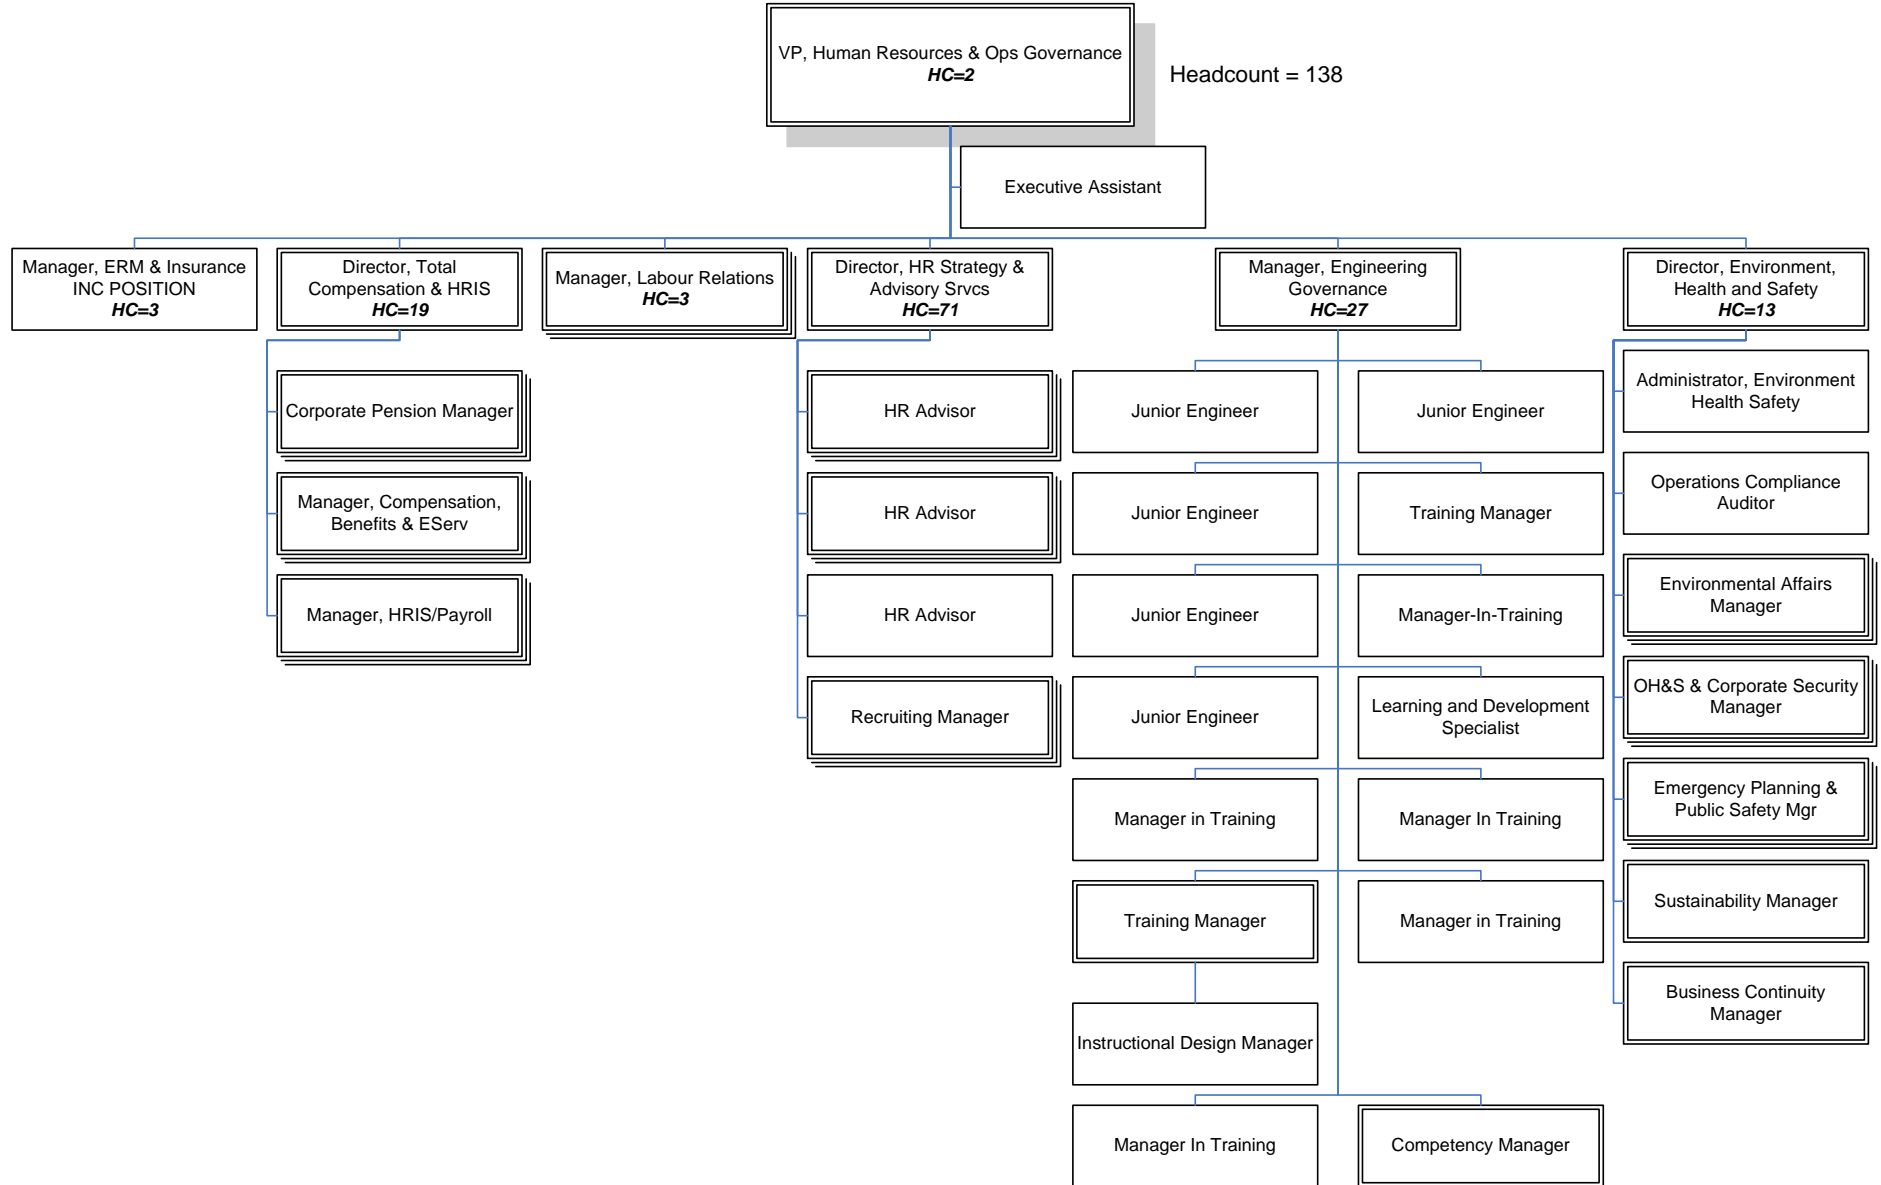 VP, Human Resources & Ops Governance
HC=2
Headcount = 138
Executive Assistant
Manager, ERM & Insurance
INC POSITION
HC=3
Director, Total
Compensation & HRIS
HC=19
Manager, Labour Relations
HC=3
Director, HR Strategy &
Advisory Srvcs
HC=71
Manager, Engineering
Governance
HC=27
Director, Environment,
Health and Safety
HC=13
Corporate Pension Manager
Manager, Compensation,
Benefits & EServ
Manager, HRIS/Payroll
HR Advisor
HR Advisor
HR Advisor
Recruiting Manager
Junior Engineer
Junior Engineer
Junior Engineer
Training Manager
Junior Engineer
Manager-In-Training
Junior Engineer
Learning and Development
Specialist
Manager in Training
Manager In Training
Training Manager
Manager in Training
Instructional Design Manager
Manager In Training
Competency Manager
Administrator, Environment
Health Safety
Operations Compliance
Auditor
Environmental Affairs
Manager
OH&S & Corporate Security
Manager
Emergency Planning &
Public Safety Mgr
Sustainability Manager
Business Continuity
Manager